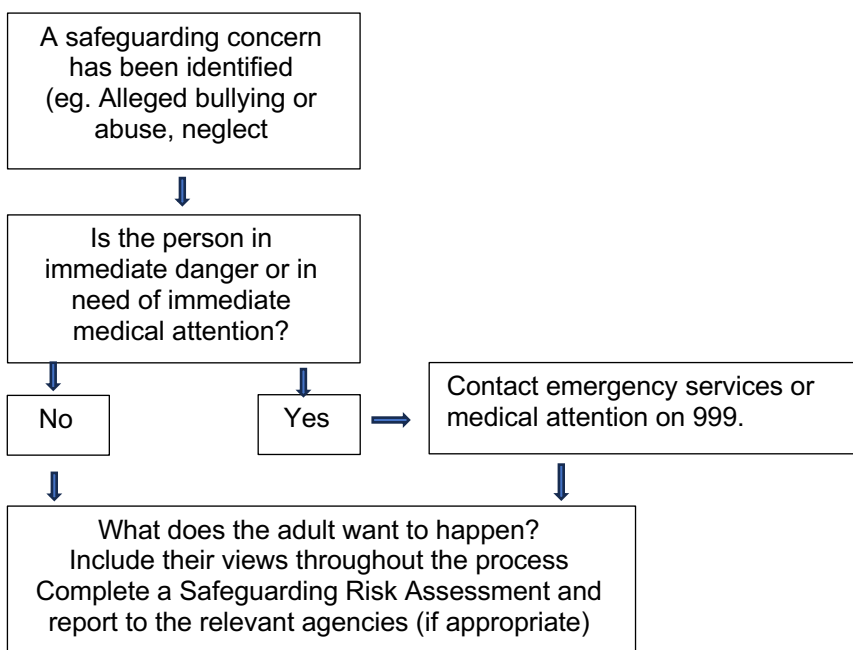 A safeguarding concern
has been identified
(eg. Alleged bullying or
abuse, neglect
Is the person in
immediate danger or in
need of immediate
medical attention?
No
Yes
Contact emergency services or
medical attention on 999.
What does the adult want to happen?
Include their views throughout the process
Complete a Safeguarding Risk Assessment and
report to the relevant agencies (if appropriate)